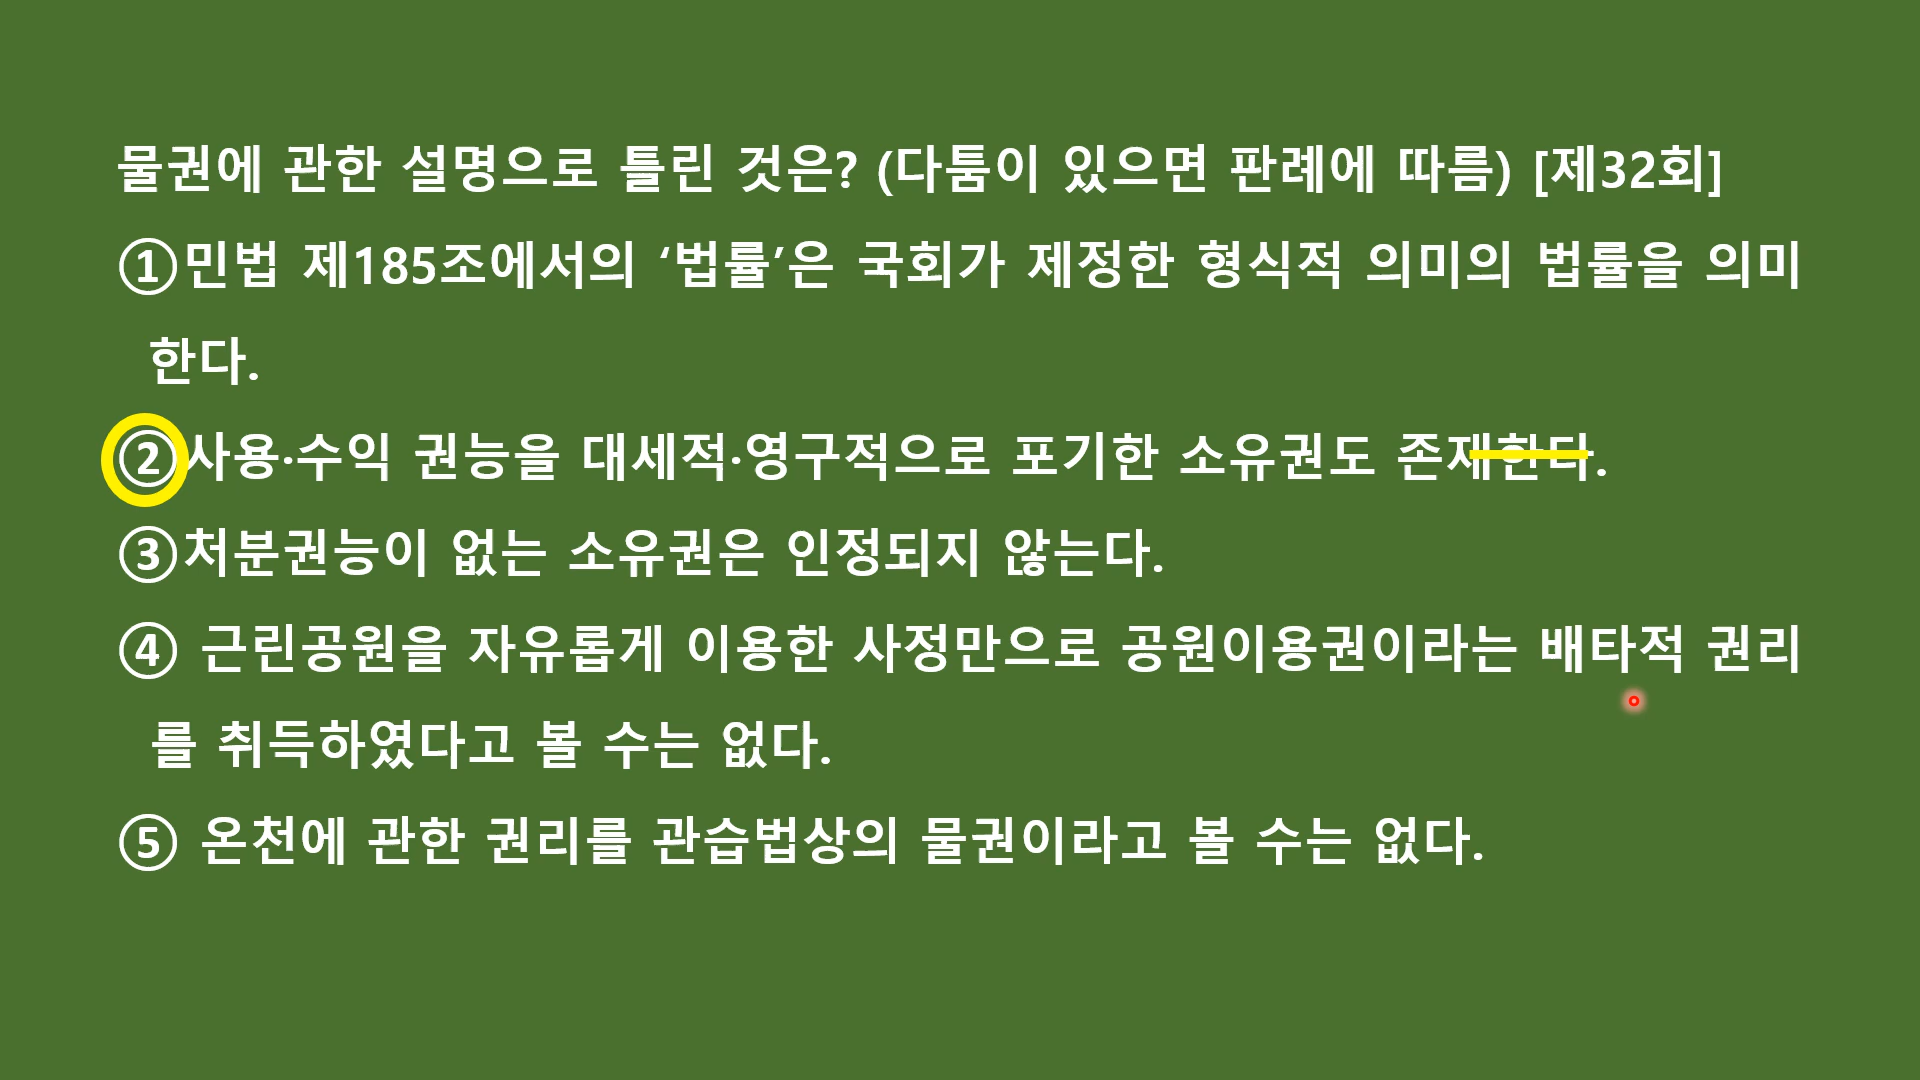 물권에 관한 설명으로 틀린 것은? (다툼이 있으면 판례에 따름) [제32회]
①민법 제185조에서의 ‘법률’은 국회가 제정한 형식적 의미의 법률을 의미
한다.
②사용·수익 권능을 대세적·영구적으로 포기한 소유권도 존재한다.
③처분권능이 없는 소유권은 인정되지 않는다.
④ 근린공원을 자유롭게 이용한 사정만으로 공원이용권이라는 배타적 권리
를 취득하였다고 볼 수는 없다.
⑤ 온천에 관한 권리를 관습법상의 물권이라고 볼 수는 없다.